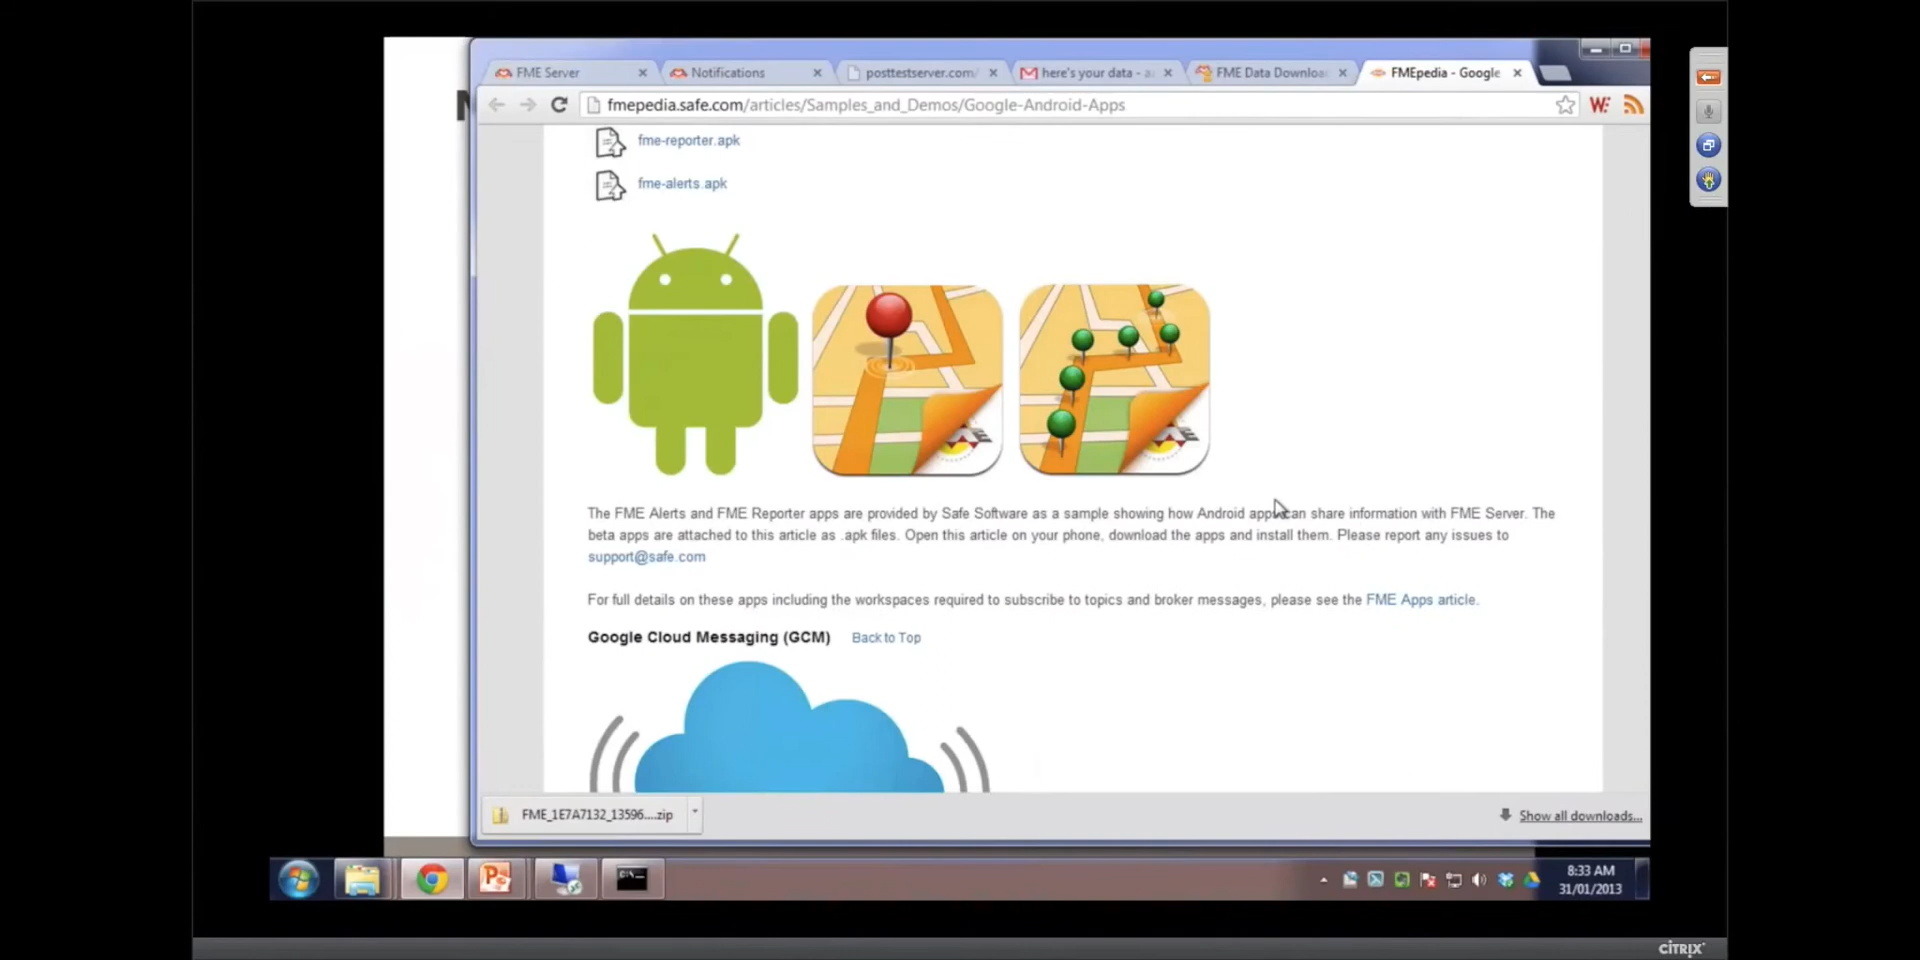 FME Server
Notifications
posttestserver.com/
here's your data - a
FME Data Downloa
FMEpedia - Google
fmepedia.safe.com/articles/Samples_and_Demos/Google-Android-Apps
fme-reporter.apk
fme-alerts.apk
The FME Alerts and FME Reporter apps are provided by Safe Software as a sample showing how Android apps can share information with FME Server. The
beta apps are attached to this article as .apk files. Open this article on your phone, download the apps and install them. Please report any issues to
support@safe.com
For full details on these apps including the workspaces required to subscribe to topics and broker messages, please see the FME Apps article.
Google Cloud Messaging (GCM) Back to Top
FME_1E7A7132_13596....zip
Show all downloads...
8:33 AM
31/01/2013
CITRIX